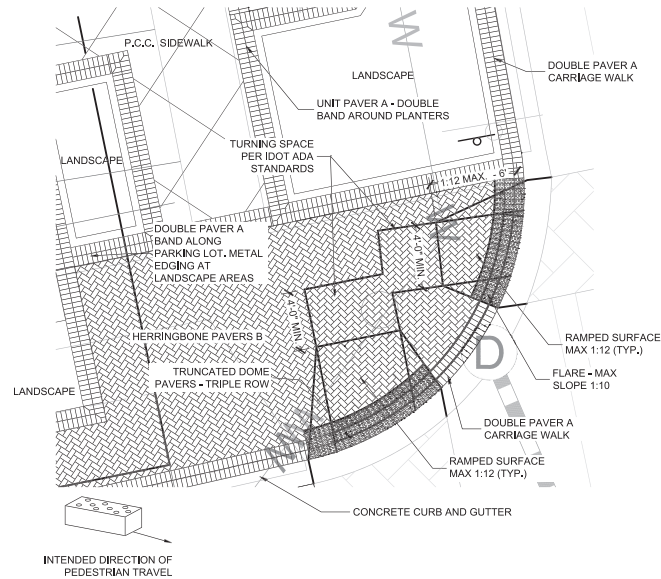 P.C.C. SIDEWALK
W
LANDSCAPE
DOUBLE PAVER A
CARRIAGE WALK
UNIT PAVER A - DOUBLE
BAND AROUND PLANTERS
TURNING SPACE
PER IDOT ADA
STANDARDS
LANDSCAPE
1:12 MAX. - 6'
DOUBLE PAVER A
BAND ALONG
PARKING LOT. METAL
EDGING AT
LANDSCAPE AREAS
W
4'-0" MIN
4'-0" MIN
HERRINGBONE PAVERS B
RAMPED SURFACE
MAX 1:12 (TYP.)
D
TRUNCATED DOME
PAVERS - TRIPLE ROW
FLARE - MAX
SLOPE 1:10
LANDSCAPE
DOUBLE PAVER A
CARRIAGE WALK
RAMPED SURFACE
MAX 1:12 (TYP.)
CONCRETE CURB AND GUTTER
INTENDED DIRECTION OF
PEDESTRIAN TRAVEL